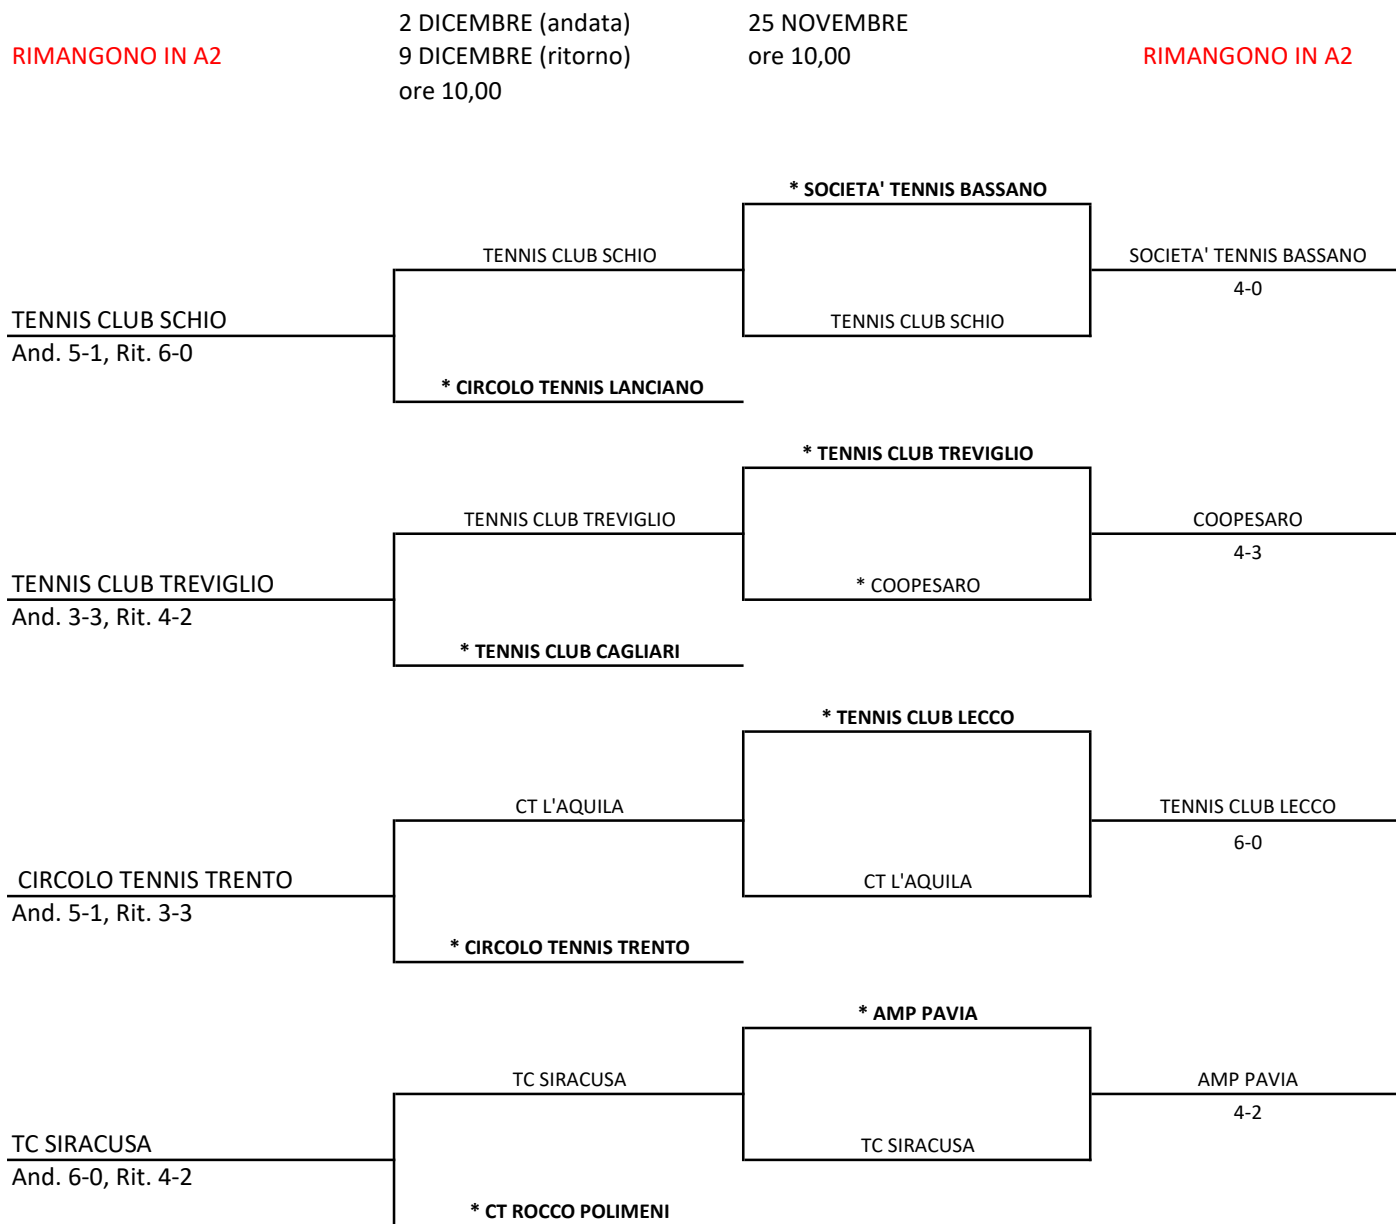 2 DICEMBRE (andata) 25 NOVEMBRE
RIMANGONO IN A2 9 DICEMBRE (ritorno) ore 10,00 RIMANGONO IN A2
ore 10,00
* SOCIETA' TENNIS BASSANO
TENNIS CLUB SCHIO SOCIETA' TENNIS BASSANO
4-0
TENNIS CLUB SCHIO TENNIS CLUB SCHIO
And. 5-1, Rit. 6-0
* CIRCOLO TENNIS LANCIANO
* TENNIS CLUB TREVIGLIO
TENNIS CLUB TREVIGLIO COOPESARO
4-3
TENNIS CLUB TREVIGLIO * COOPESARO
And. 3-3, Rit. 4-2
* TENNIS CLUB CAGLIARI
* TENNIS CLUB LECCO
CT L'AQUILA TENNIS CLUB LECCO
6-0
CIRCOLO TENNIS TRENTO CT L'AQUILA
And. 5-1, Rit. 3-3
* CIRCOLO TENNIS TRENTO
* AMP PAVIA
TC SIRACUSA AMP PAVIA
4-2
TC SIRACUSA TC SIRACUSA
And. 6-0, Rit. 4-2
* CT ROCCO POLIMENI